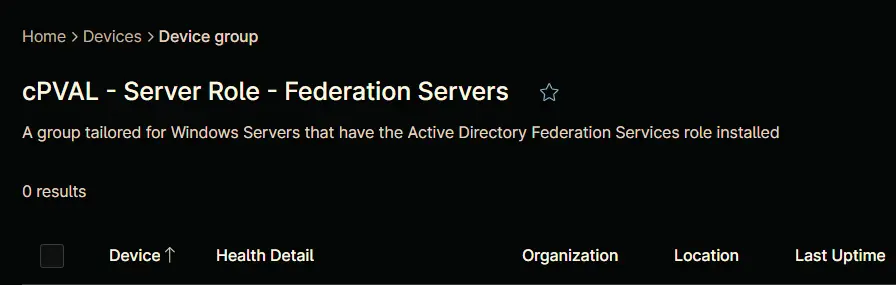 Home > Devices > Device group
cPVAL - Server Role - Federation Servers
A group tailored for Windows Servers that have the Active Directory Federation Services role installed
0 results
Device ↑ Health Detail Organization Location Last Uptime